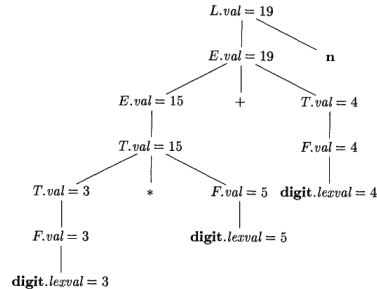 L.val = 19
E.val = 19 n
E.val = 15 + T.val = 4
T.val = 15 F.val = 4
T.val = 3 * F.val = 5 digit.lexval = 4
F.val = 3 digit.lexval = 5
digit.lexval = 3